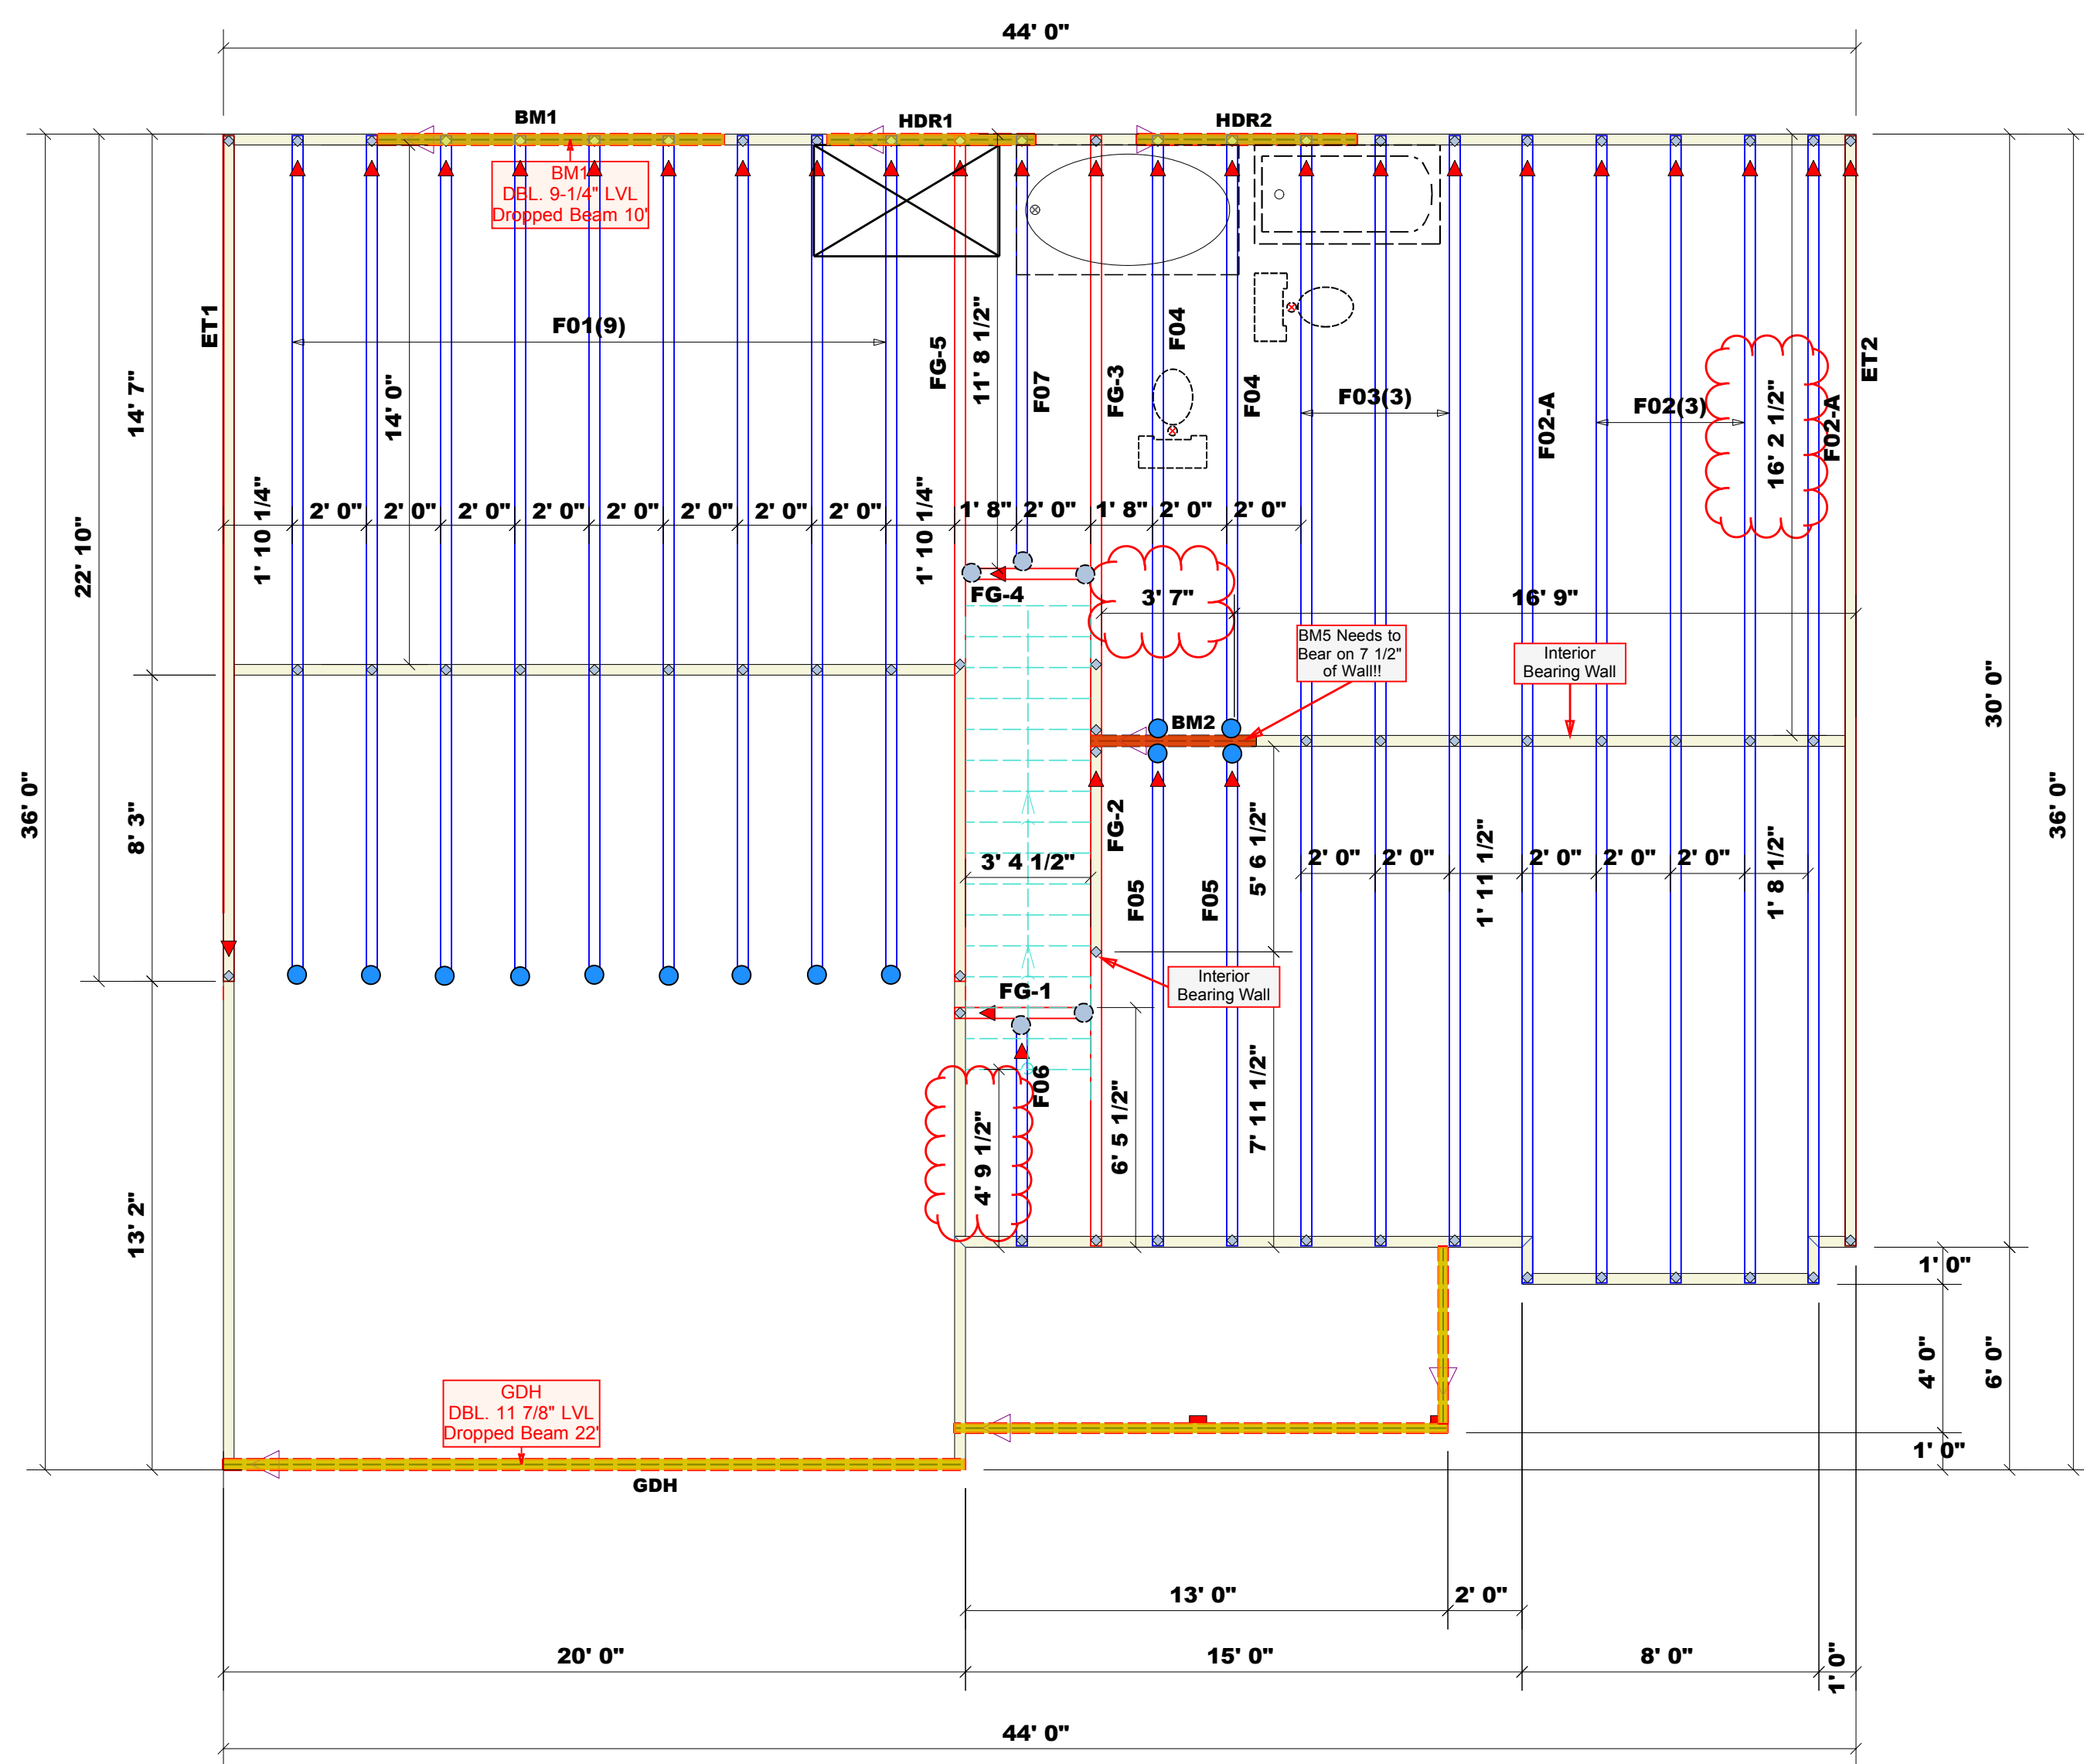 44' 0"
BM1
HDR1
HDR2
BM1
DBL. 9-1/4" LVL
Dropped Beam 10'
ET1
F01(9)
14' 7"
14' 0"
FG-5
11' 8 1/2"
F07
FG-3
F04
F04
F03(3)
F02-A
F02(3)
16' 2 1/2"
F02-A
ET2
22' 10"
1' 10 1/4"
2' 0"
2' 0"
2' 0"
2' 0"
2' 0"
2' 0"
2' 0"
2' 0"
1' 10 1/4"
1' 8"
2' 0"
1' 8"
2' 0"
2' 0"
FG-4
3' 7"
16' 9"
BM5 Needs to
Bear on 7 1/2"
of Wall!!
Interior
Bearing Wall
30' 0"
BM2
36' 0"
8' 3"
FG-2
5' 6 1/2"
36' 0"
3' 4 1/2"
2' 0"
2' 0"
1' 11 1/2"
2' 0"
2' 0"
2' 0"
1' 8 1/2"
F05
F05
Interior
Bearing Wall
FG-1
F06
4' 9 1/2"
6' 5 1/2"
7' 11 1/2"
13' 2"
1' 0"
4' 0"
6' 0"
GDH
DBL. 11 7/8" LVL
Dropped Beam 22'
1' 0"
GDH
13' 0"
2' 0"
20' 0"
15' 0"
8' 0"
1' 0"
44' 0"